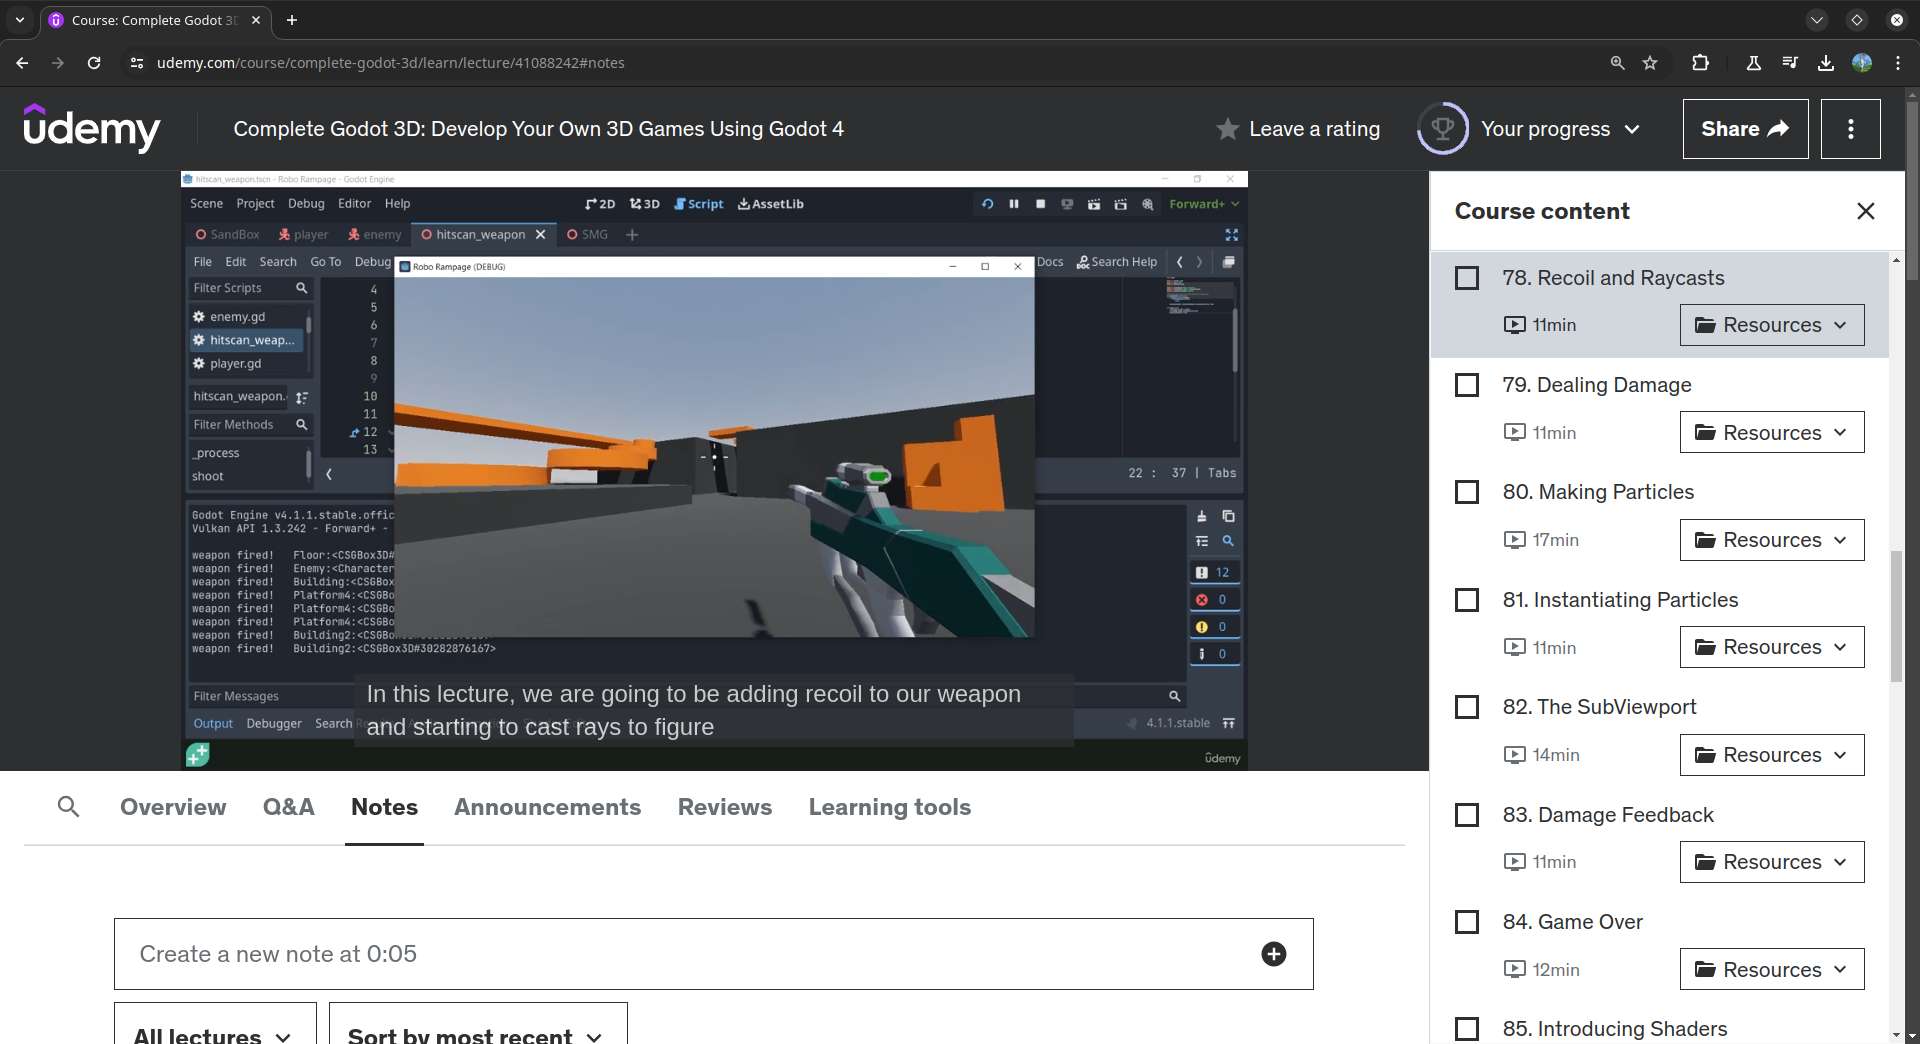 Course: Complete Godot 3D
udemy.com/course/complete-godot-3d/learn/lecture/41088242#notes
udemy
Complete Godot 3D: Develop Your Own 3D Games Using Godot 4
Leave a rating
Your progress
Share
hitscan_weapon.tscn - Robo Rampage - Godot Engine
Scene Project Debug Editor Help
2D 3D Script AssetLib
Forward+
SandBox player enemy hitscan_weapon SMG
File Edit Search Go To Debug
Docs Search Help
Robo Rampage (DEBUG)
Filter Scripts
enemy.gd
hitscan_weap...
player.gd
hitscan_weapon.
Filter Methods
_process
shoot
4
5
6
7
8
9
10
11
12
13
22 : 37 | Tabs
Godot Engine v4.1.1.stable.offic
Vulkan API 1.3.242 - Forward+ -
weapon fired! Floor:<CSGBox3D#
weapon fired! Enemy:<Character
weapon fired! Building:<CSGBox
weapon fired! Platform4:<CSGBo
weapon fired! Platform4:<CSGBo
weapon fired! Platform4:<CSGBo
weapon fired! Building2:<CSGBo
weapon fired! Building2:<CSGBox3D#30282876167>
12
0
0
0
Filter Messages
Output Debugger Search
4.1.1.stable
In this lecture, we are going to be adding recoil to our weapon
and starting to cast rays to figure
udemy
Overview Q&A Notes Announcements Reviews Learning tools
Create a new note at 0:05
All lectures
Sort by most recent
Course content
78. Recoil and Raycasts
11min Resources
79. Dealing Damage
11min Resources
80. Making Particles
17min Resources
81. Instantiating Particles
11min Resources
82. The SubViewport
14min Resources
83. Damage Feedback
11min Resources
84. Game Over
12min Resources
85. Introducing Shaders